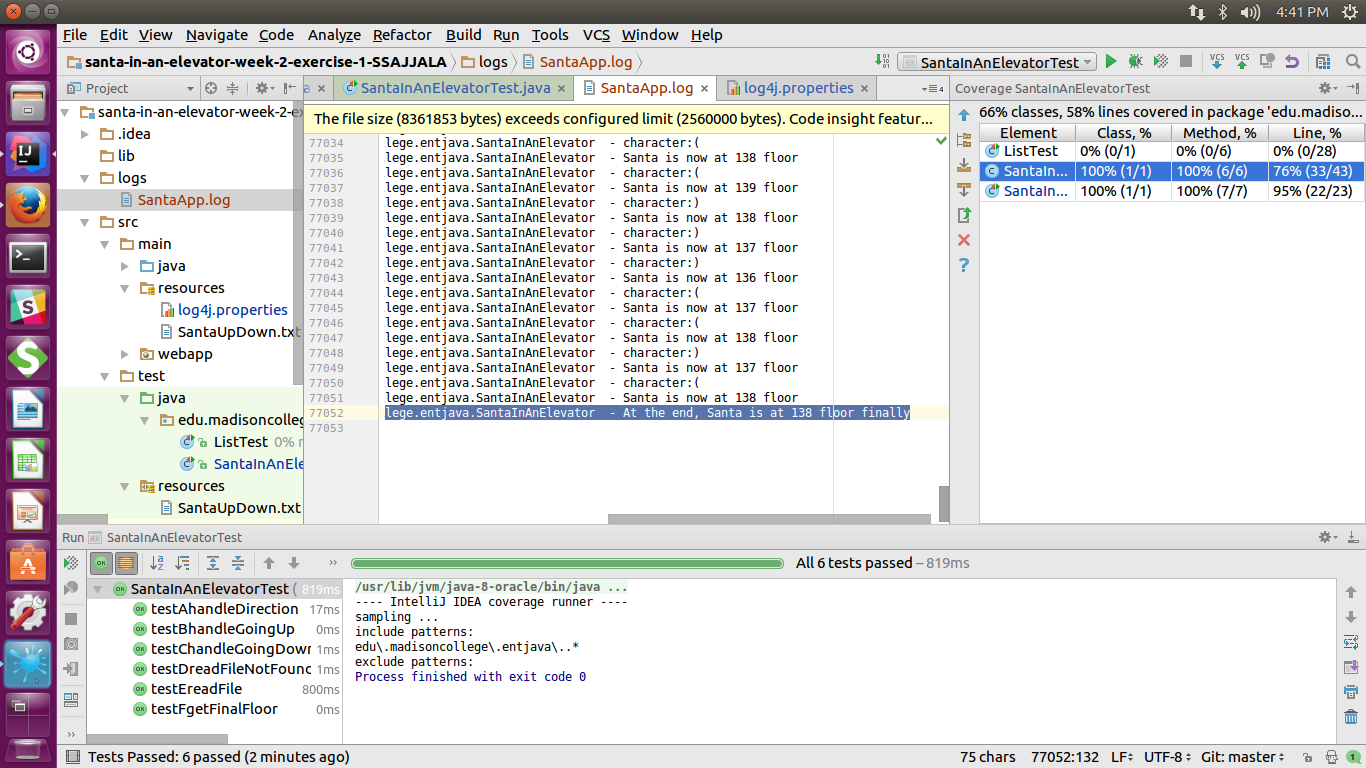 4:41 PM
File Edit View Navigate Code Analyze Refactor Build Run Tools VCS Window Help
santa-in-an-elevator-week-2-exercise-1-SSAJJALA logs SantaApp.log SantaInAnElevatorTest VCS VCS
Project
.java SantaInAnElevatorTest.java SantaApp.log log4j.properties 4
Coverage SantaInAnElevatorTest
santa-in-an-elevator-week-2-ex
.idea
lib
logs
SantaApp.log
src
main
java
resources
log4j.properties
SantaUpDown.txt
webapp
test
java
edu.madisoncolleg
ListTest 0%
SantaInAnEle
resources
SantaUpDown.txt
The file size (8361853 bytes) exceeds configured limit (2560000 bytes). Code insight featur...
77034 lege.entjava.SantaInAnElevator - character:(
77035 lege.entjava.SantaInAnElevator - Santa is now at 138 floor
77036 lege.entjava.SantaInAnElevator - character:(
77037 lege.entjava.SantaInAnElevator - Santa is now at 139 floor
77038 lege.entjava.SantaInAnElevator - character:)
77039 lege.entjava.SantaInAnElevator - Santa is now at 138 floor
77040 lege.entjava.SantaInAnElevator - character:)
77041 lege.entjava.SantaInAnElevator - Santa is now at 137 floor
77042 lege.entjava.SantaInAnElevator - character:)
77043 lege.entjava.SantaInAnElevator - Santa is now at 136 floor
77044 lege.entjava.SantaInAnElevator - character:(
77045 lege.entjava.SantaInAnElevator - Santa is now at 137 floor
77046 lege.entjava.SantaInAnElevator - character:(
77047 lege.entjava.SantaInAnElevator - Santa is now at 138 floor
77048 lege.entjava.SantaInAnElevator - character:)
77049 lege.entjava.SantaInAnElevator - Santa is now at 137 floor
77050 lege.entjava.SantaInAnElevator - character:(
77051 lege.entjava.SantaInAnElevator - Santa is now at 138 floor
77052 lege.entjava.SantaInAnElevator - At the end, Santa is at 138 floor finally
77053
66% classes, 58% lines covered in package "edu.madiso...
Element Class, % Method, % Line, %
ListTest 0% (0/1) 0% (0/6) 0% (0/28)
SantaIn... 100% (1/1) 100% (6/6) 76% (33/43)
SantaIn... 100% (1/1) 100% (7/7) 95% (22/23)
Run SantaInAnElevatorTest
All 6 tests passed – 819ms
SantaInAnElevatorTest ( 819ms
testAhandleDirection 17ms
testBhandleGoingUp 0ms
testChandleGoingDown 1ms
testDreadFileNotFounc 1ms
testEreadFile 800ms
testFgetFinalFloor 0ms
/usr/lib/jvm/java-8-oracle/bin/java ...
---- IntelliJ IDEA coverage runner ----
sampling ...
include patterns:
edu\.madisoncollege\.entjava\..*
exclude patterns:
Process finished with exit code 0
Tests Passed: 6 passed (2 minutes ago) 75 chars 77052:132 LF UTF-8 Git: master 1